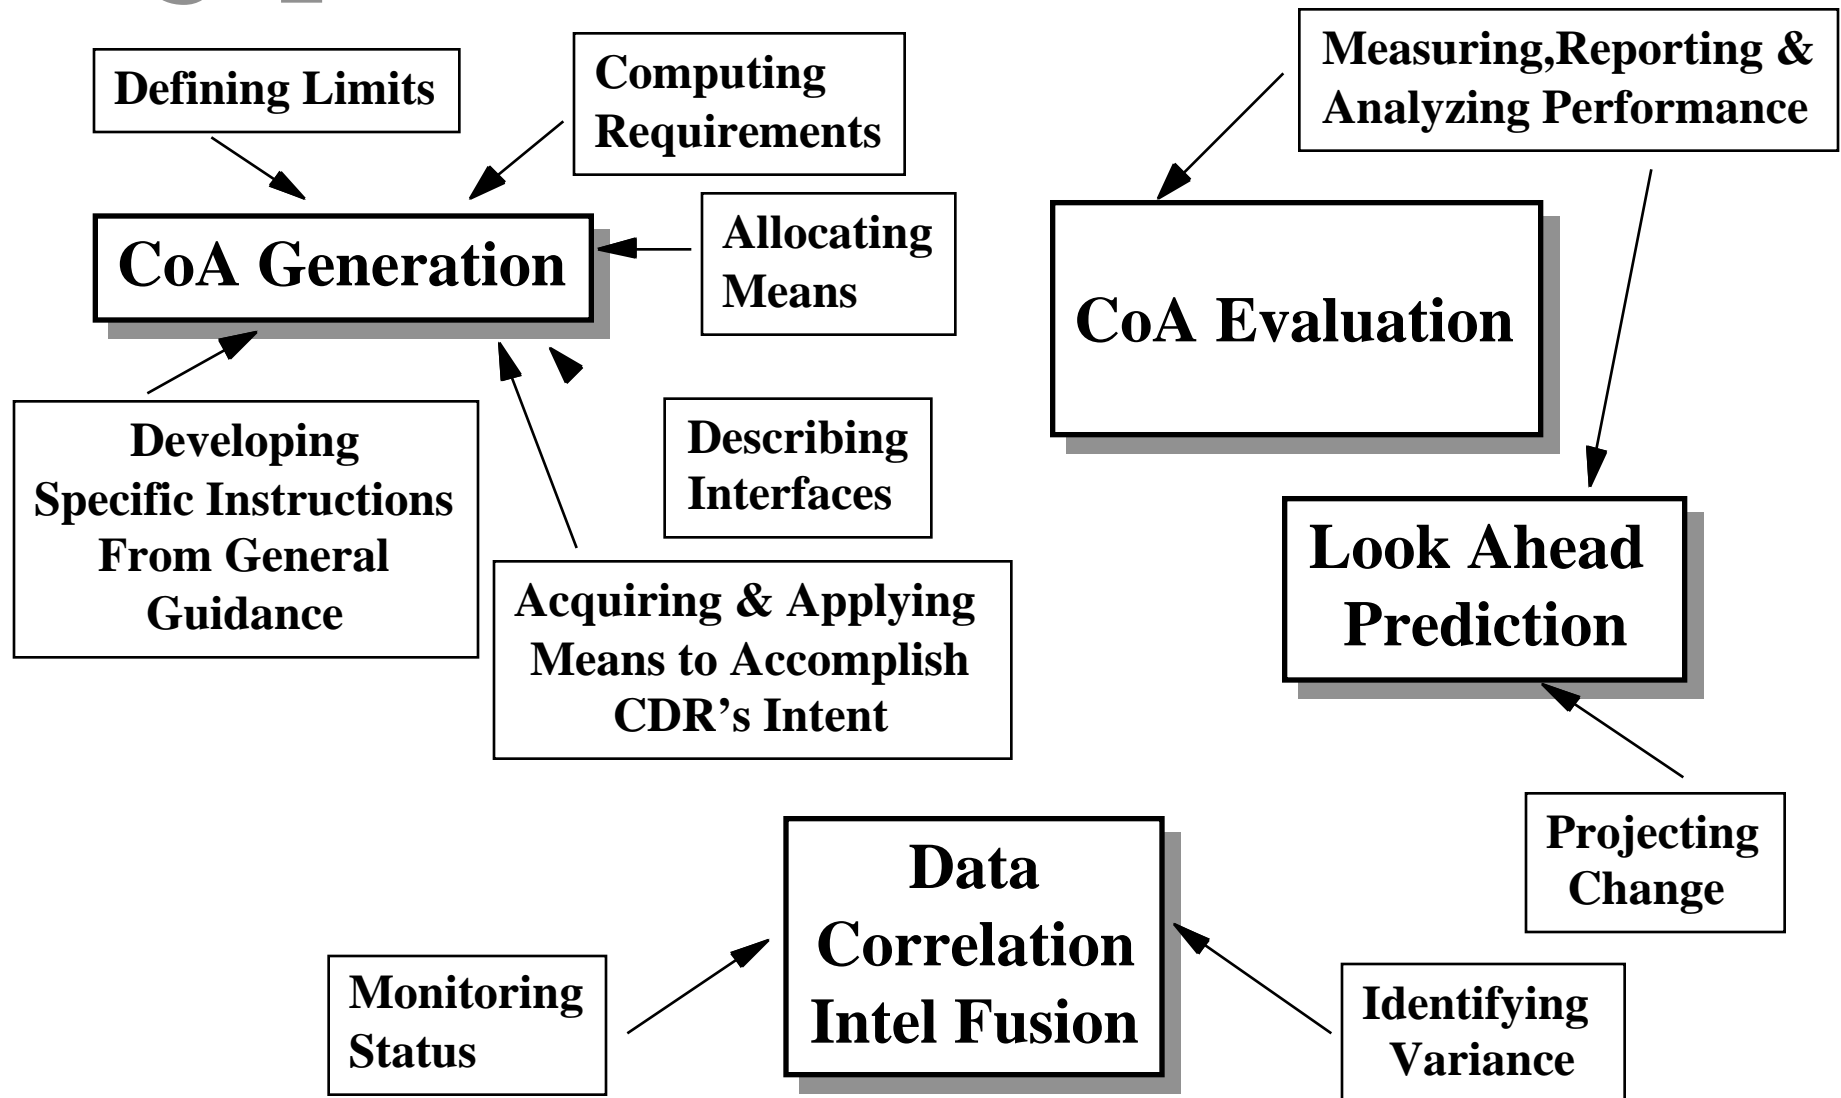 Defining Limits
Computing
Requirements
Measuring,Reporting &
Analyzing Performance
CoA Generation
Allocating
Means
CoA Evaluation
Developing
Specific Instructions
From General
Guidance
Describing
Interfaces
Acquiring & Applying
Means to Accomplish
CDR’s Intent
Look Ahead
Prediction
Projecting
Change
Data
Correlation
Intel Fusion
Monitoring
Status
Identifying
Variance